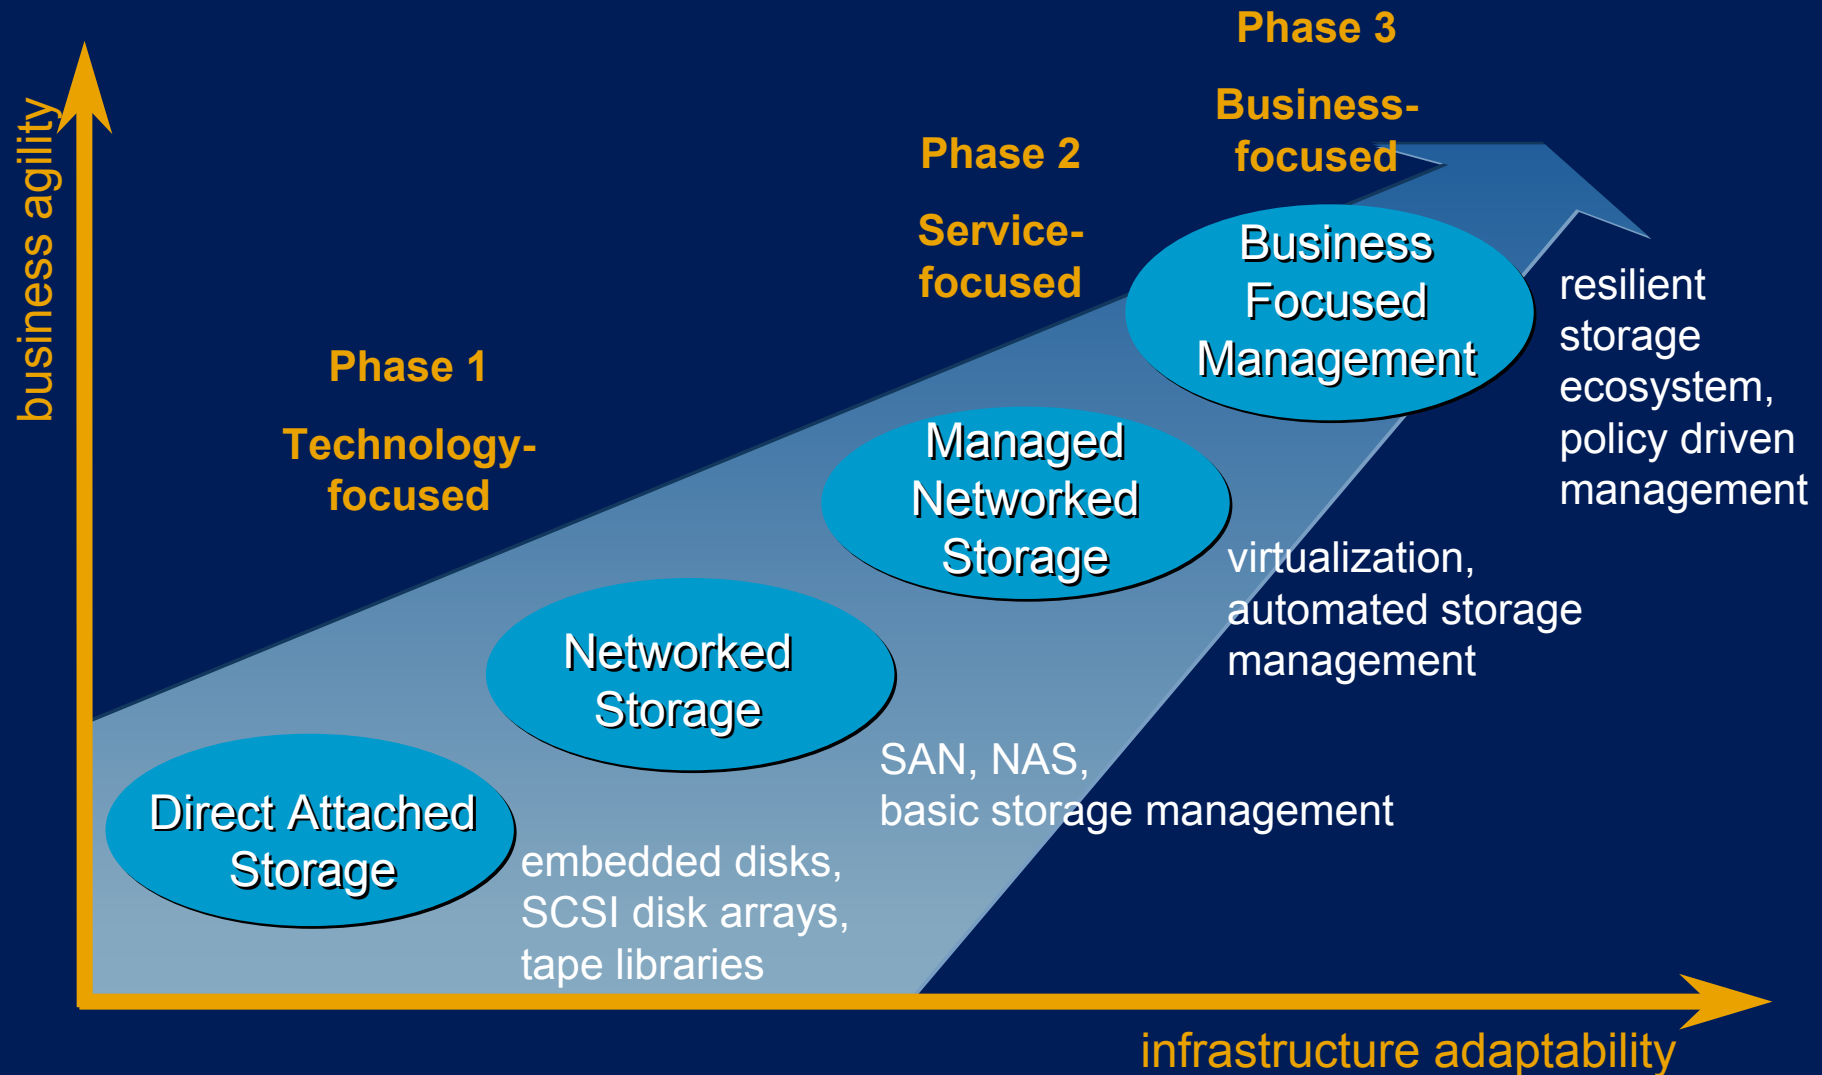 business agility
Phase 1
Technology-
focused
Phase 2
Service-
focused
Phase 3
Business-
focused
Direct Attached
Storage
embedded disks,
SCSI disk arrays,
tape libraries
Networked
Storage
SAN, NAS,
basic storage management
Managed
Networked
Storage
virtualization,
automated storage
management
Business
Focused
Management
resilient
storage
ecosystem,
policy driven
management
infrastructure adaptability